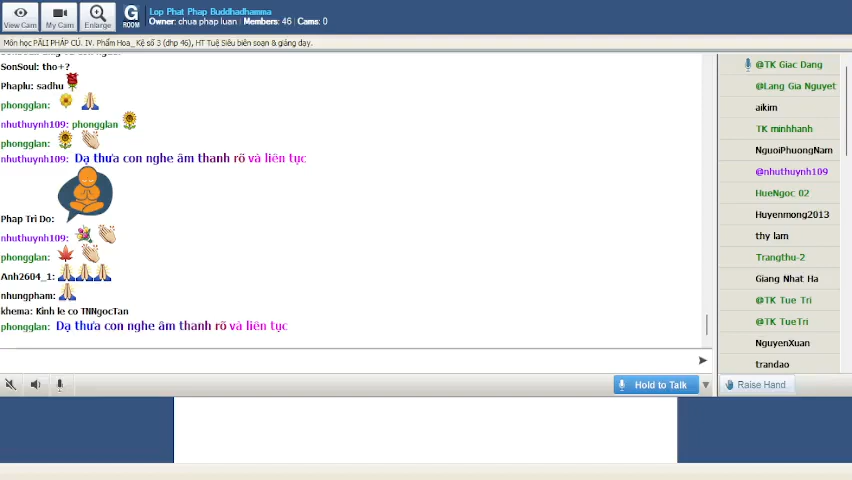 Lop Phat Phap Buddhadhamma
Owner: chua phap luan | Members: 46 | Cams: 0
View Cam
My Cam
Enlarge
G
ROOM
Môn học PĀLI PHÁP CÚ. IV. Phẩm Hoa_ Kệ số 3 (dhp 46), HT Tuệ Siêu biên soạn & giảng dạy.
SonSoul: tho+?
Phaplu: sadhu
phongglan:
nhuthuynh109: phongglan
phongglan:
nhuthuynh109: Dạ thưa con nghe âm thanh rõ và liên tục
Phap Tri Do:
nhuthuynh109:
phongglan:
Anh2604_1:
nhungpham:
khema: Kinh le co TNNgocTan
phongglan: Dạ thưa con nghe âm thanh rõ và liên tục
Hold to Talk
@TK Giac Dang
@Lang Gia Nguyet
aikim
TK minhhanh
NguoiPhuongNam
@nhuthuynh109
HueNgoc 02
Huyenmong2013
thy lam
Trangthu-2
Giang Nhat Ha
@TK Tue Tri
@TK TueTri
NguyenXuan
trandao
Raise Hand